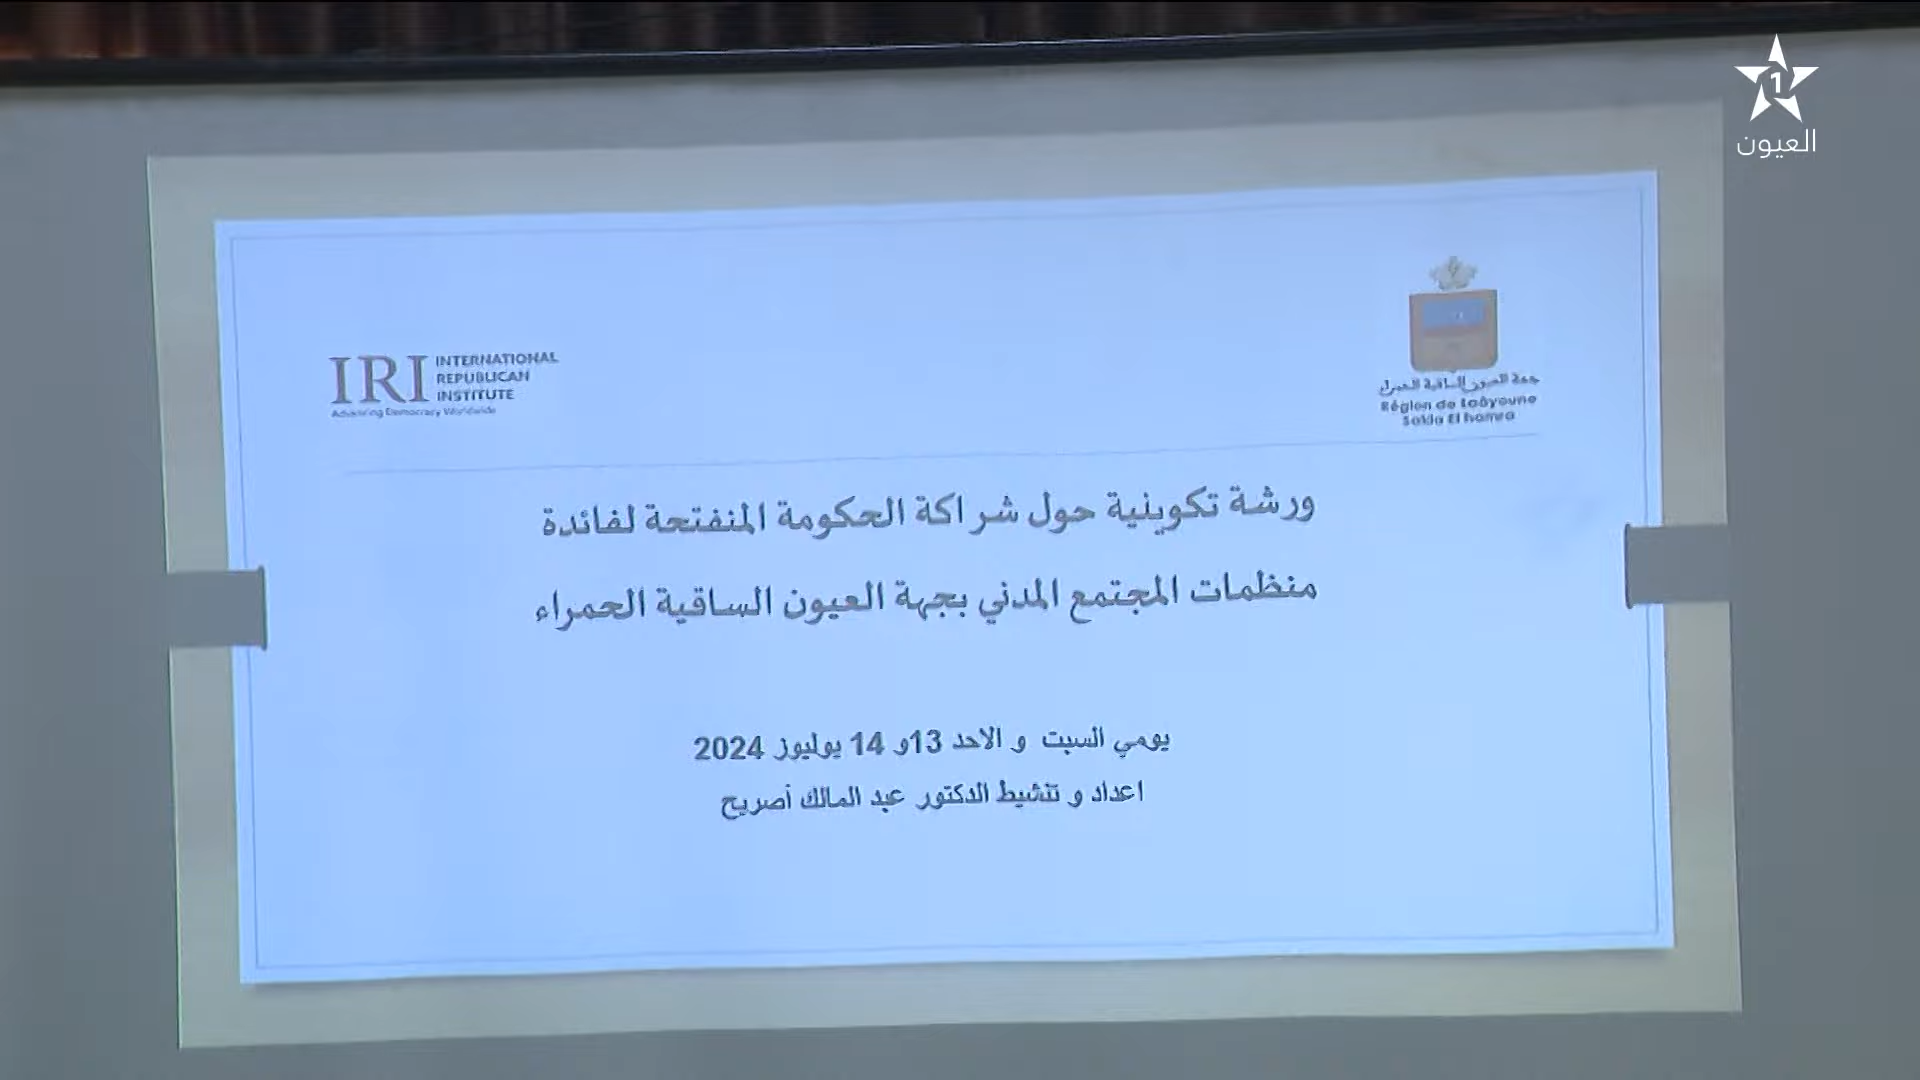 1
العيون
IRI INTERNATIONAL
REPUBLICAN
INSTITUTE
Advancing Democracy Worldwide
جهة العيون الساقية الحمراء
Région de Laâyoune
Sakia El hamra
ورشة تكوينية حول شراكة الحكومة المنفتحة لفائدة
منظمات المجتمع المدني بجهة العيون الساقية الحمراء
يومي السبت و الاحد 13و 14 يوليوز 2024
اعداد و تنشيط الدكتور عبد المالك أصريح